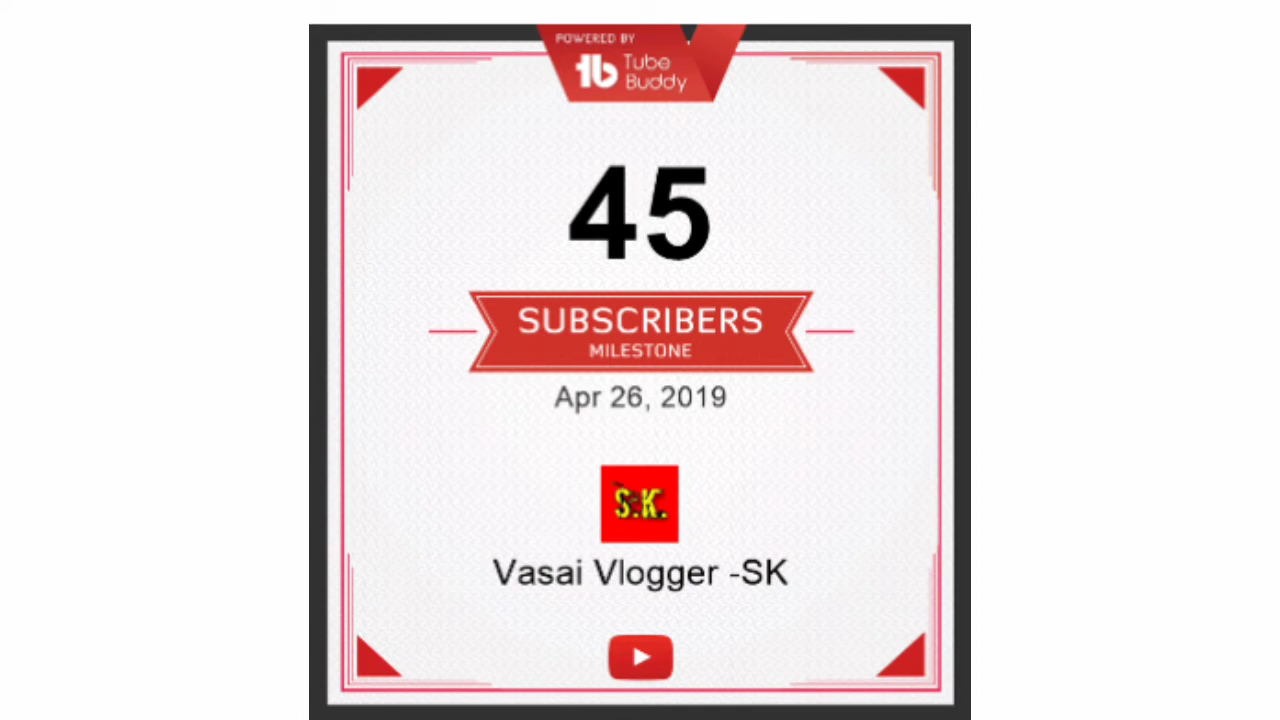 POWERED BY
Tube
Buddy
45
SUBSCRIBERS
MILESTONE
Apr 26, 2019
S.K.
Vasai Vlogger -SK